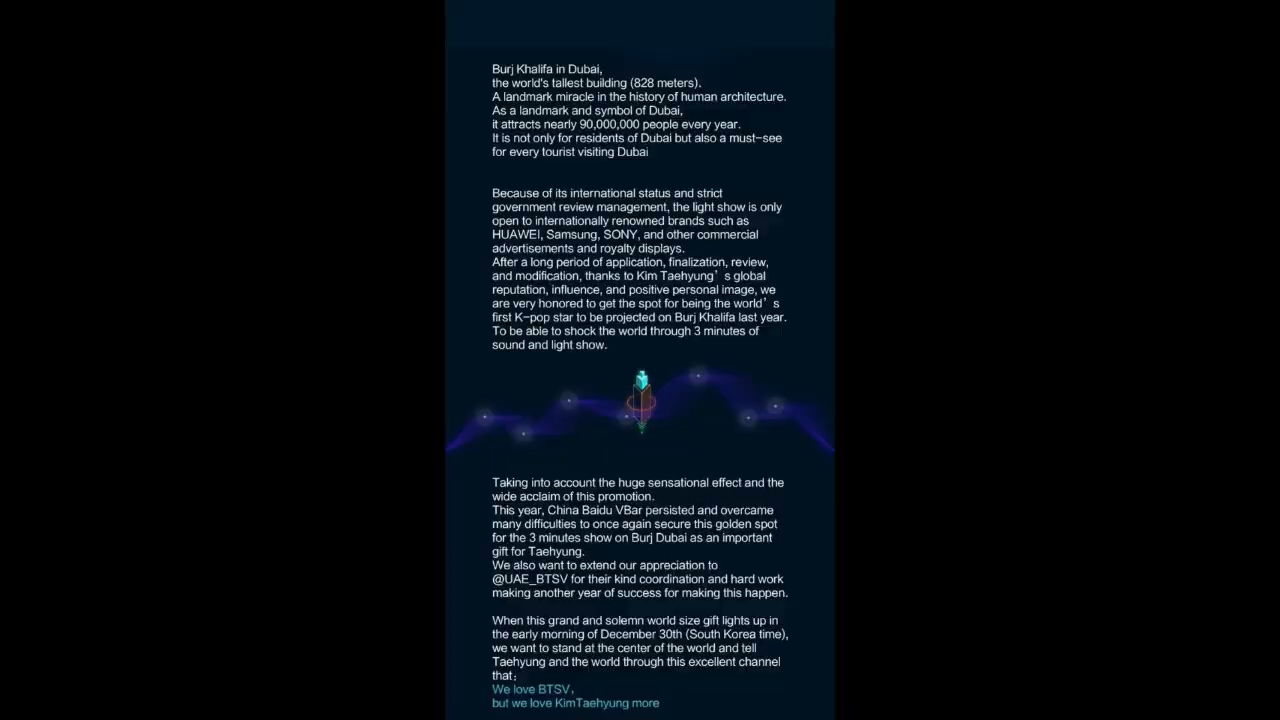 Burj Khalifa in Dubai,
the world's tallest building (828 meters).
A landmark miracle in the history of human architecture.
As a landmark and symbol of Dubai,
it attracts nearly 90,000,000 people every year.
It is not only for residents of Dubai but also a must-see
for every tourist visiting Dubai
Because of its international status and strict
government review management, the light show is only
open to internationally renowned brands such as
HUAWEI, Samsung, SONY, and other commercial
advertisements and royalty displays.
After a long period of application, finalization, review,
and modification, thanks to Kim Taehyung's global
reputation, influence, and positive personal image, we
are very honored to get the spot for being the world's
first K-pop star to be projected on Burj Khalifa last year.
To be able to shock the world through 3 minutes of
sound and light show.
Taking into account the huge sensational effect and the
wide acclaim of this promotion.
This year, China Baidu VBar persisted and overcame
many difficulties to once again secure this golden spot
for the 3 minutes show on Burj Dubai as an important
gift for Taehyung.
We also want to extend our appreciation to
@UAE_BTSV for their kind coordination and hard work
making another year of success for making this happen.
When this grand and solemn world size gift lights up in
the early morning of December 30th (South Korea time),
we want to stand at the center of the world and tell
Taehyung and the world through this excellent channel
that:
We love BTSV,
but we love KimTaehyung more